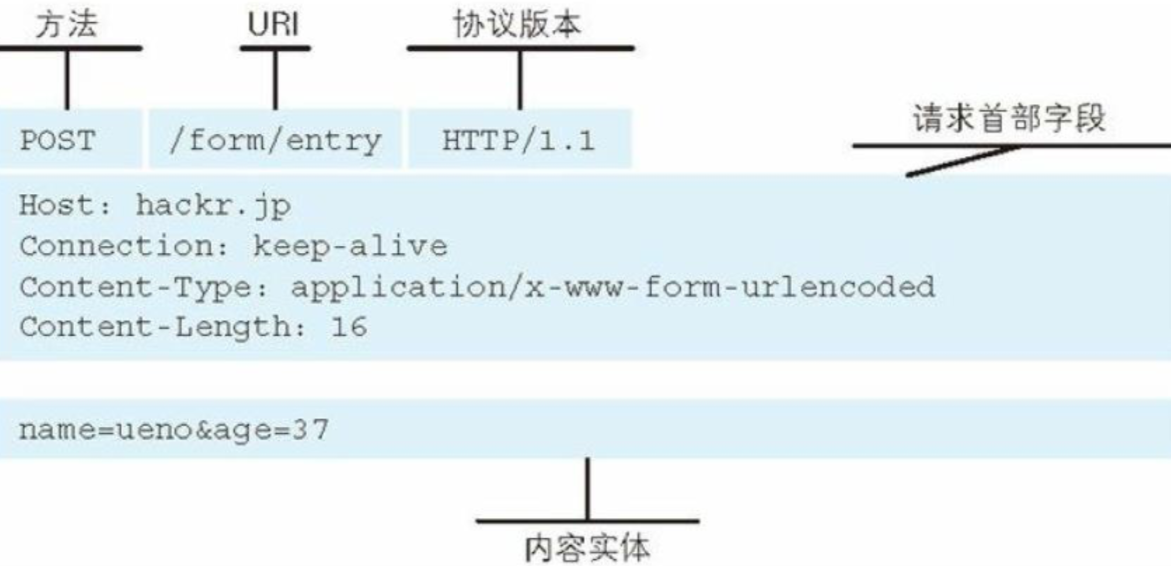 方法 URI 协议版本
请求首部字段
POST /form/entry HTTP/1.1
Host: hackr.jp
Connection: keep-alive
Content-Type: application/x-www-form-urlencoded
Content-Length: 16
name=ueno&age=37
内容实体